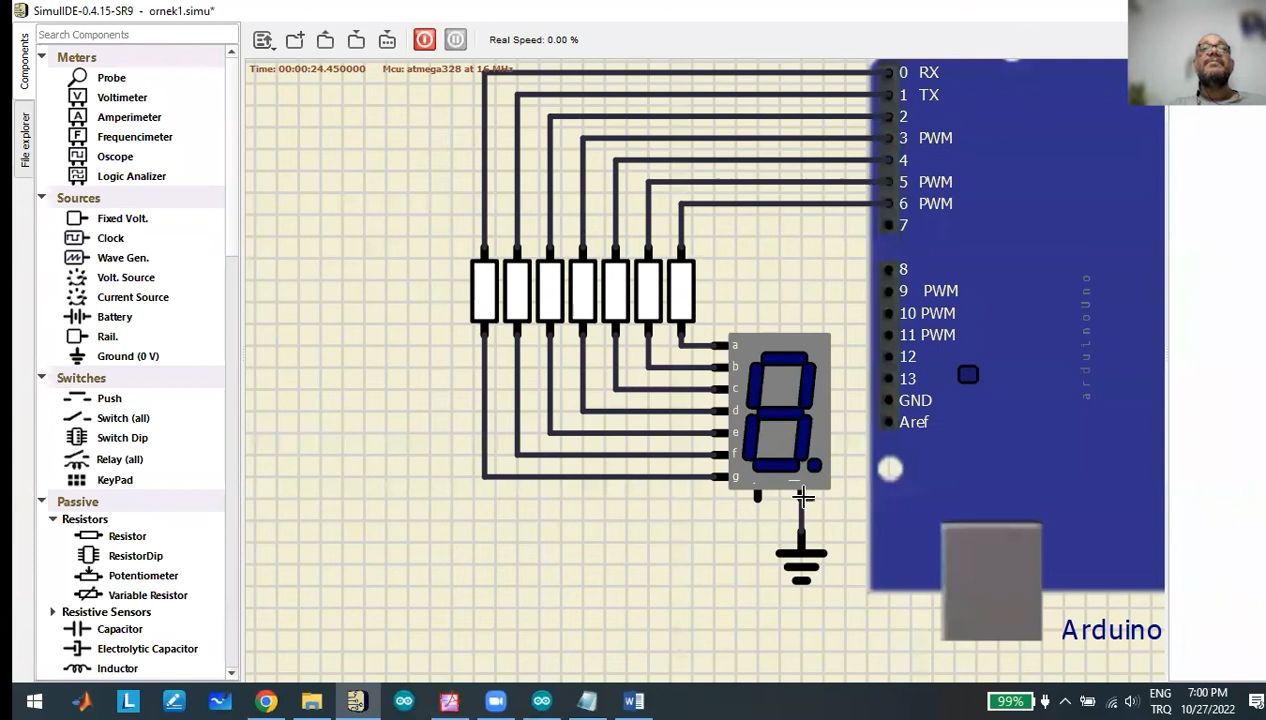 SimulIDE-0.4.15-SR9 - ornek1.simu*
Components
File explorer
Search Components
Meters
Probe
Voltimeter
Amperimeter
Frequencimeter
Oscope
Logic Analizer
Sources
Fixed Volt.
Clock
Wave Gen.
Volt. Source
Current Source
Battery
Rail.
Ground (0 V)
Switches
Push
Switch (all)
Switch Dip
Relay (all)
KeyPad
Passive
Resistors
Resistor
ResistorDip
Potentiometer
Variable Resistor
Resistive Sensors
Capacitor
Electrolytic Capacitor
Inductor
Real Speed: 0.00 %
Time: 00:00:24.450000 Mcu: atmega328 at 16 MHz
0 RX
1 TX
2
3 PWM
4
5 PWM
6 PWM
7
8
9 PWM
10 PWM
11 PWM
12
13
GND
Aref
arduinoUno
a
b
c
d
e
f
g
Arduino
99%
ENG
TRQ
7:00 PM
10/27/2022